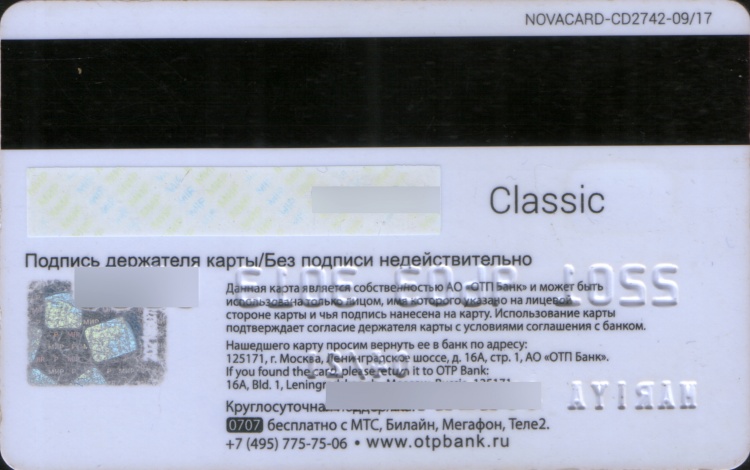 NOVACARD-CD2742-09/17
Classic
Подпись держателя карты/Без подписи недействительно
Данная карта является собственностью АО «ОТП Банк» и может быть
использована только лицом, имя которого указано на лицевой
стороне карты и чья подпись нанесена на карту. Использование карты
подтверждает согласие держателя карты с условиями соглашения с банком.
Нашедшего карту просим вернуть ее в банк по адресу:
125171, г. Москва, Ленинградское шоссе, д. 16А, стр. 1, АО «ОТП Банк».
If you found the card, please return it to OTP Bank:
16A, Bld. 1, 125171
MARIYA
Круглосуточная
0707 бесплатно с МТС, Билайн, Мегафон, Теле2.
+7 (495) 775-75-06 • www.otpbank.ru